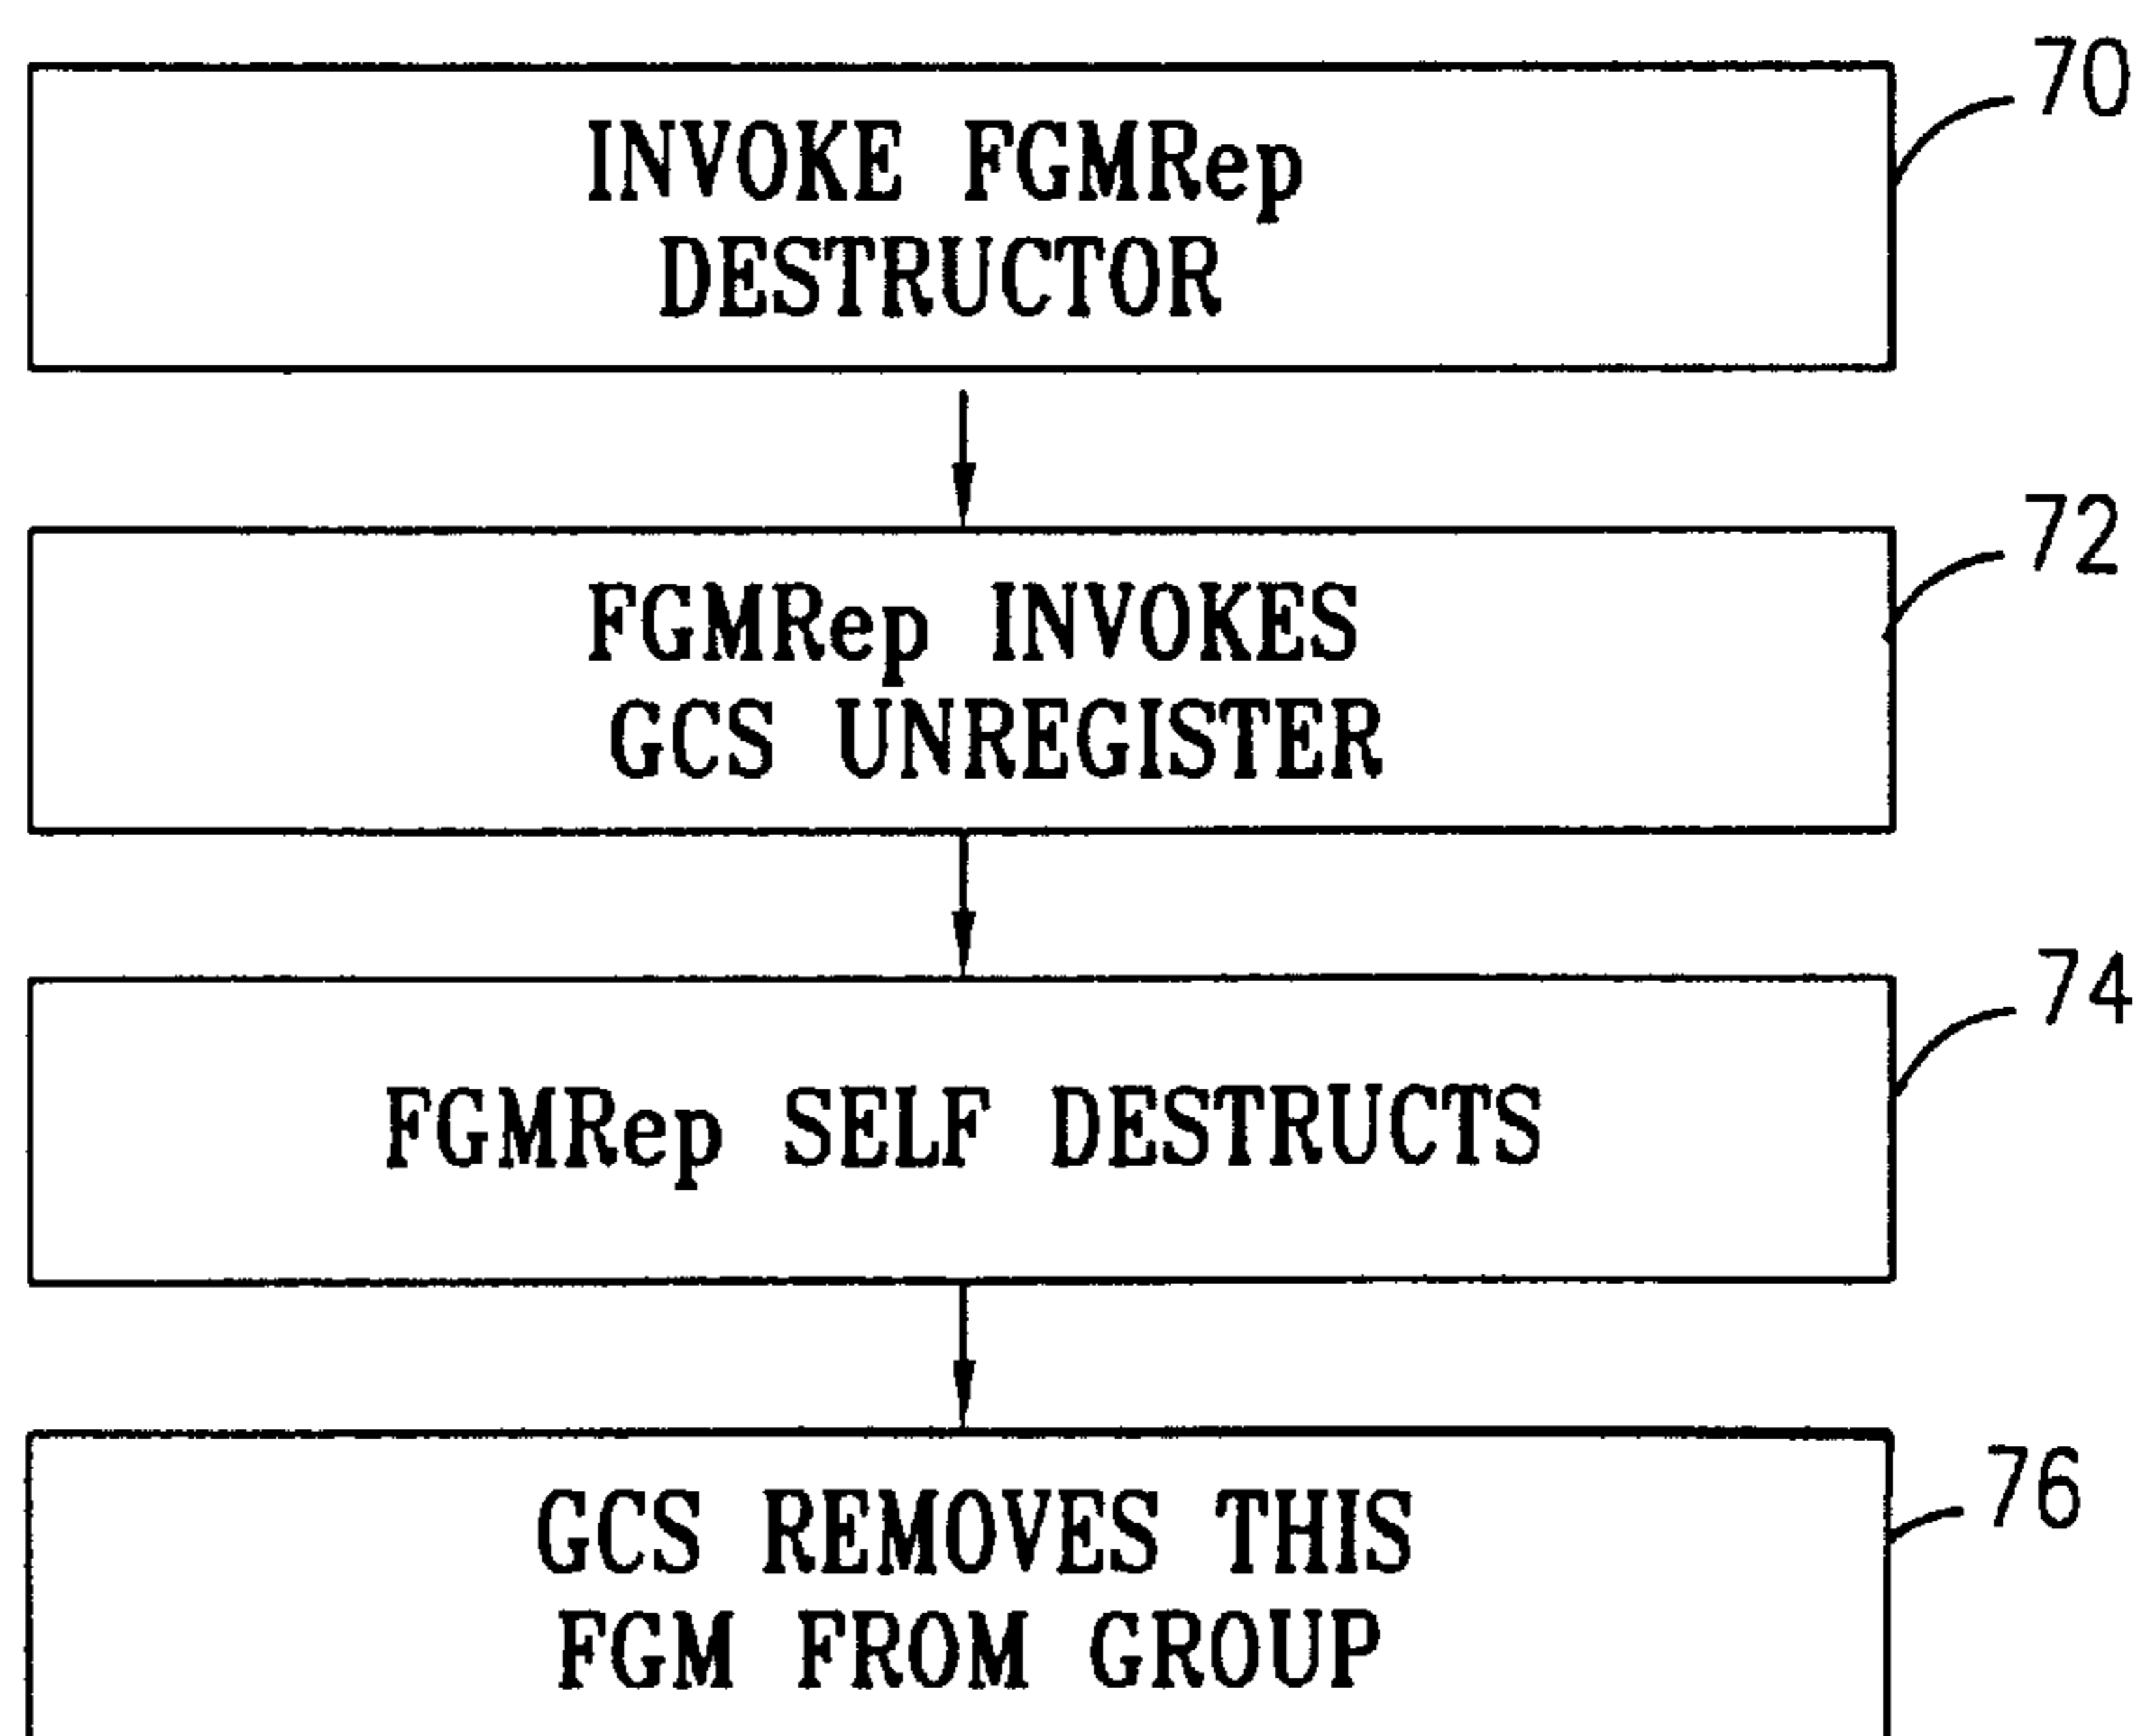 70
INVOKE FGMRep
DESTRUCTOR
72
FGMRep INVOKES
GCS UNREGISTER
74
FGMRep SELF DESTRUCTS
76
GCS REMOVES THIS
FGM FROM GROUP